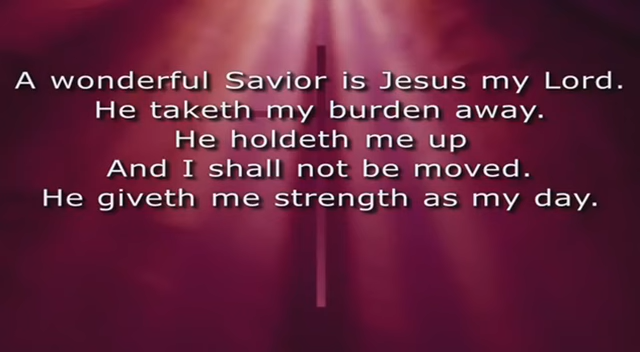 A wonderful Savior is Jesus my Lord.
He taketh my burden away.
He holdeth me up
And I shall not be moved.
He giveth me strength as my day.